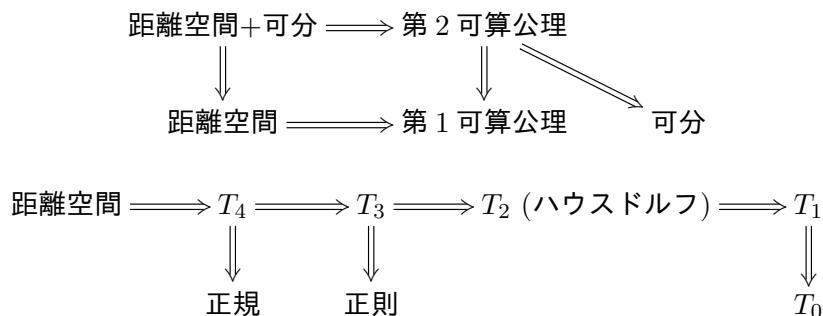 距離空間+可分 ⟹ 第 2 可算公理
距離空間 ⟹ 第 1 可算公理 可分
距離空間 ⟹ T₄ ⟹ T₃ ⟹ T₂ (ハウスドルフ) ⟹ T₁
正規 正則 T₀